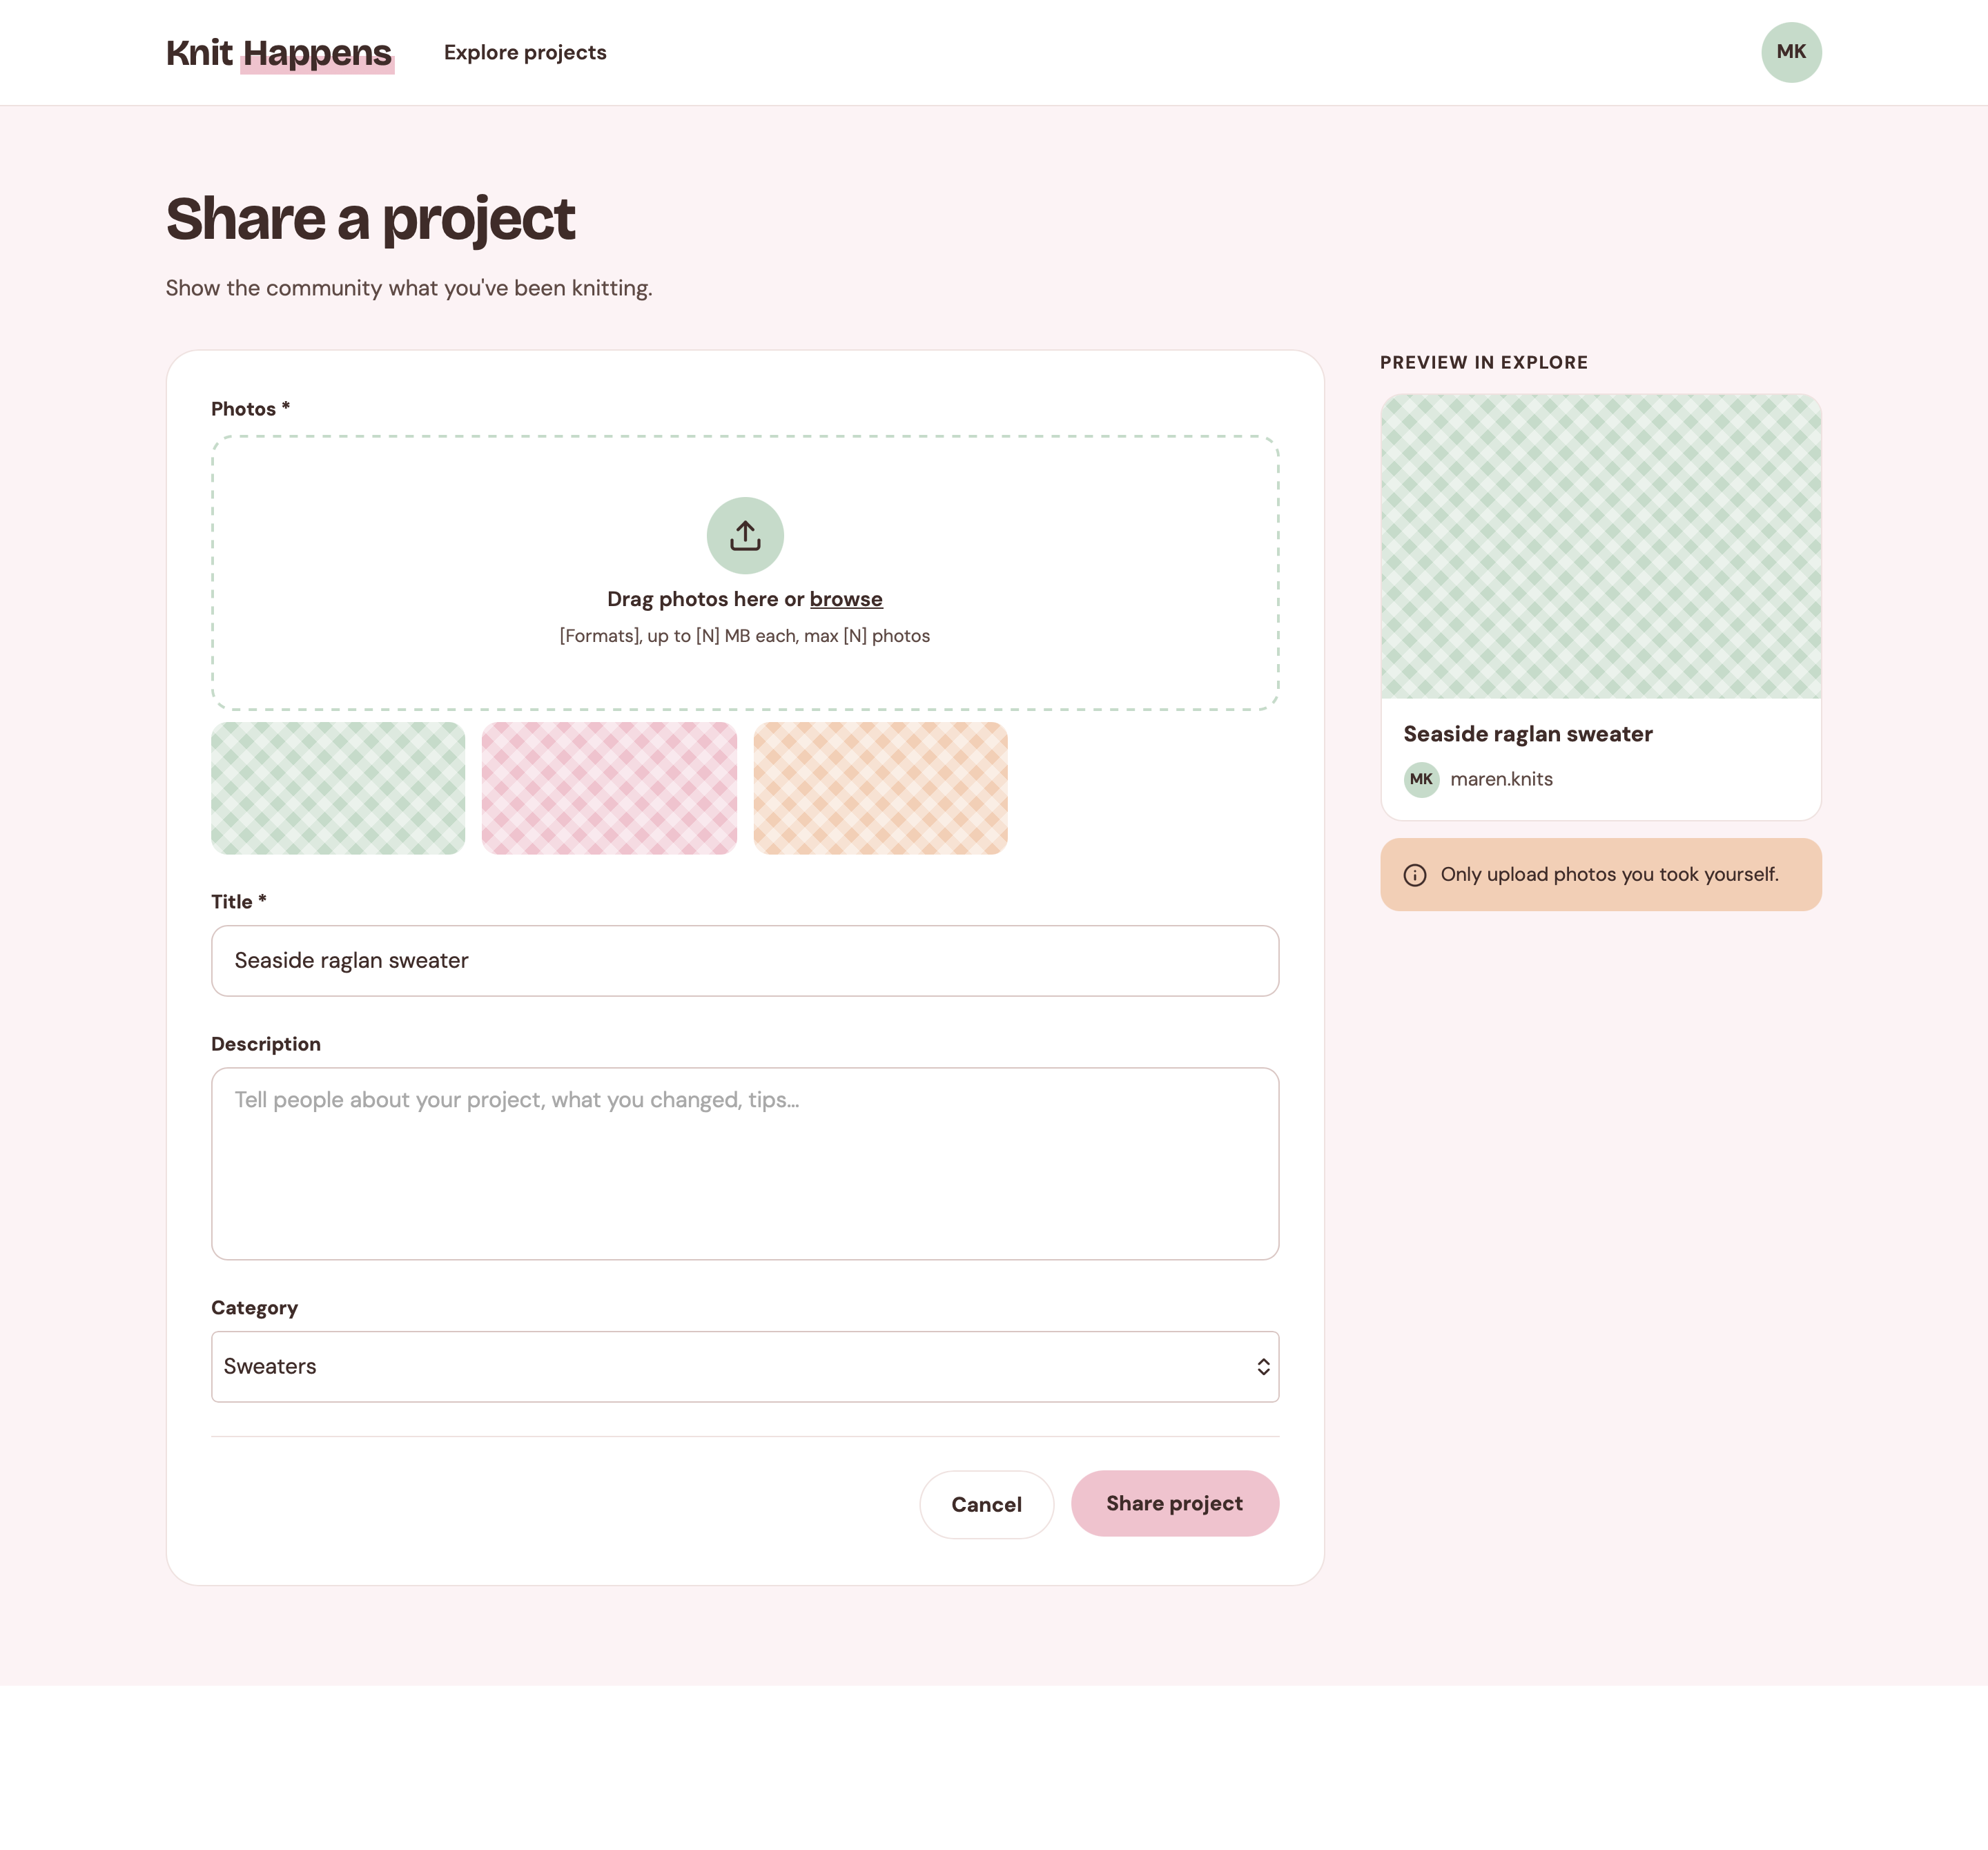 Knit Happens
Explore projects
MK
Share a project
Show the community what you've been knitting.
Photos *
Drag photos here or browse
[Formats], up to [N] MB each, max [N] photos
Title *
Seaside raglan sweater
Description
Tell people about your project, what you changed, tips...
Category
Sweaters
Cancel
Share project
PREVIEW IN EXPLORE
Seaside raglan sweater
MK maren.knits
Only upload photos you took yourself.